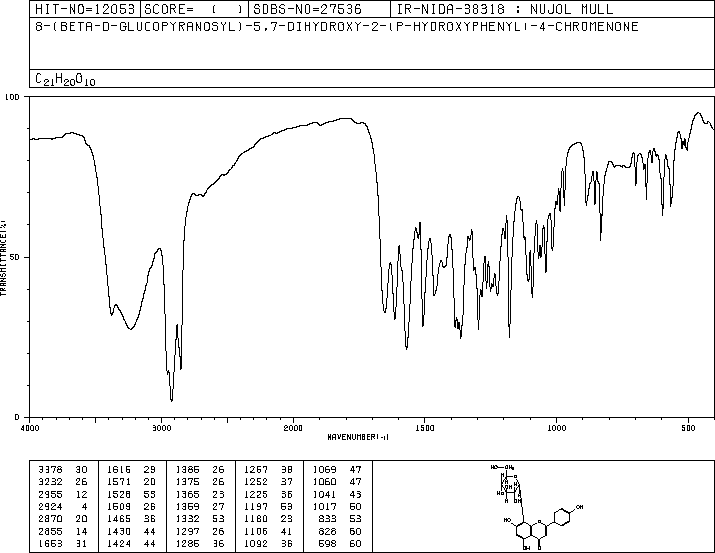 HIT-NO=12053 SCORE= ( ) SDBS-NO=27536 IR-NIDA-38318 : NUJOL MULL
8-(BETA-D-GLUCOPYRANOSYL)-5,7-DIHYDROXY-2-(P-HYDROXYPHENYL)-4-CHROMENONE
C21H20O10
100
50
0
TRANSMITTANCE(%)
4000 3000 2000 1500 1000 500
WAVENUMBER(-1)
3378 30 1616 29 1386 26 1267 38 1069 47
3232 26 1571 20 1375 26 1252 37 1060 47
2955 12 1528 55 1365 23 1225 36 1041 43
2924 4 1509 26 1359 27 1197 53 1017 50
2870 20 1465 36 1332 53 1180 23 833 53
2855 14 1430 44 1297 26 1106 41 828 60
1653 31 1424 44 1285 36 1092 36 598 60
HO OH